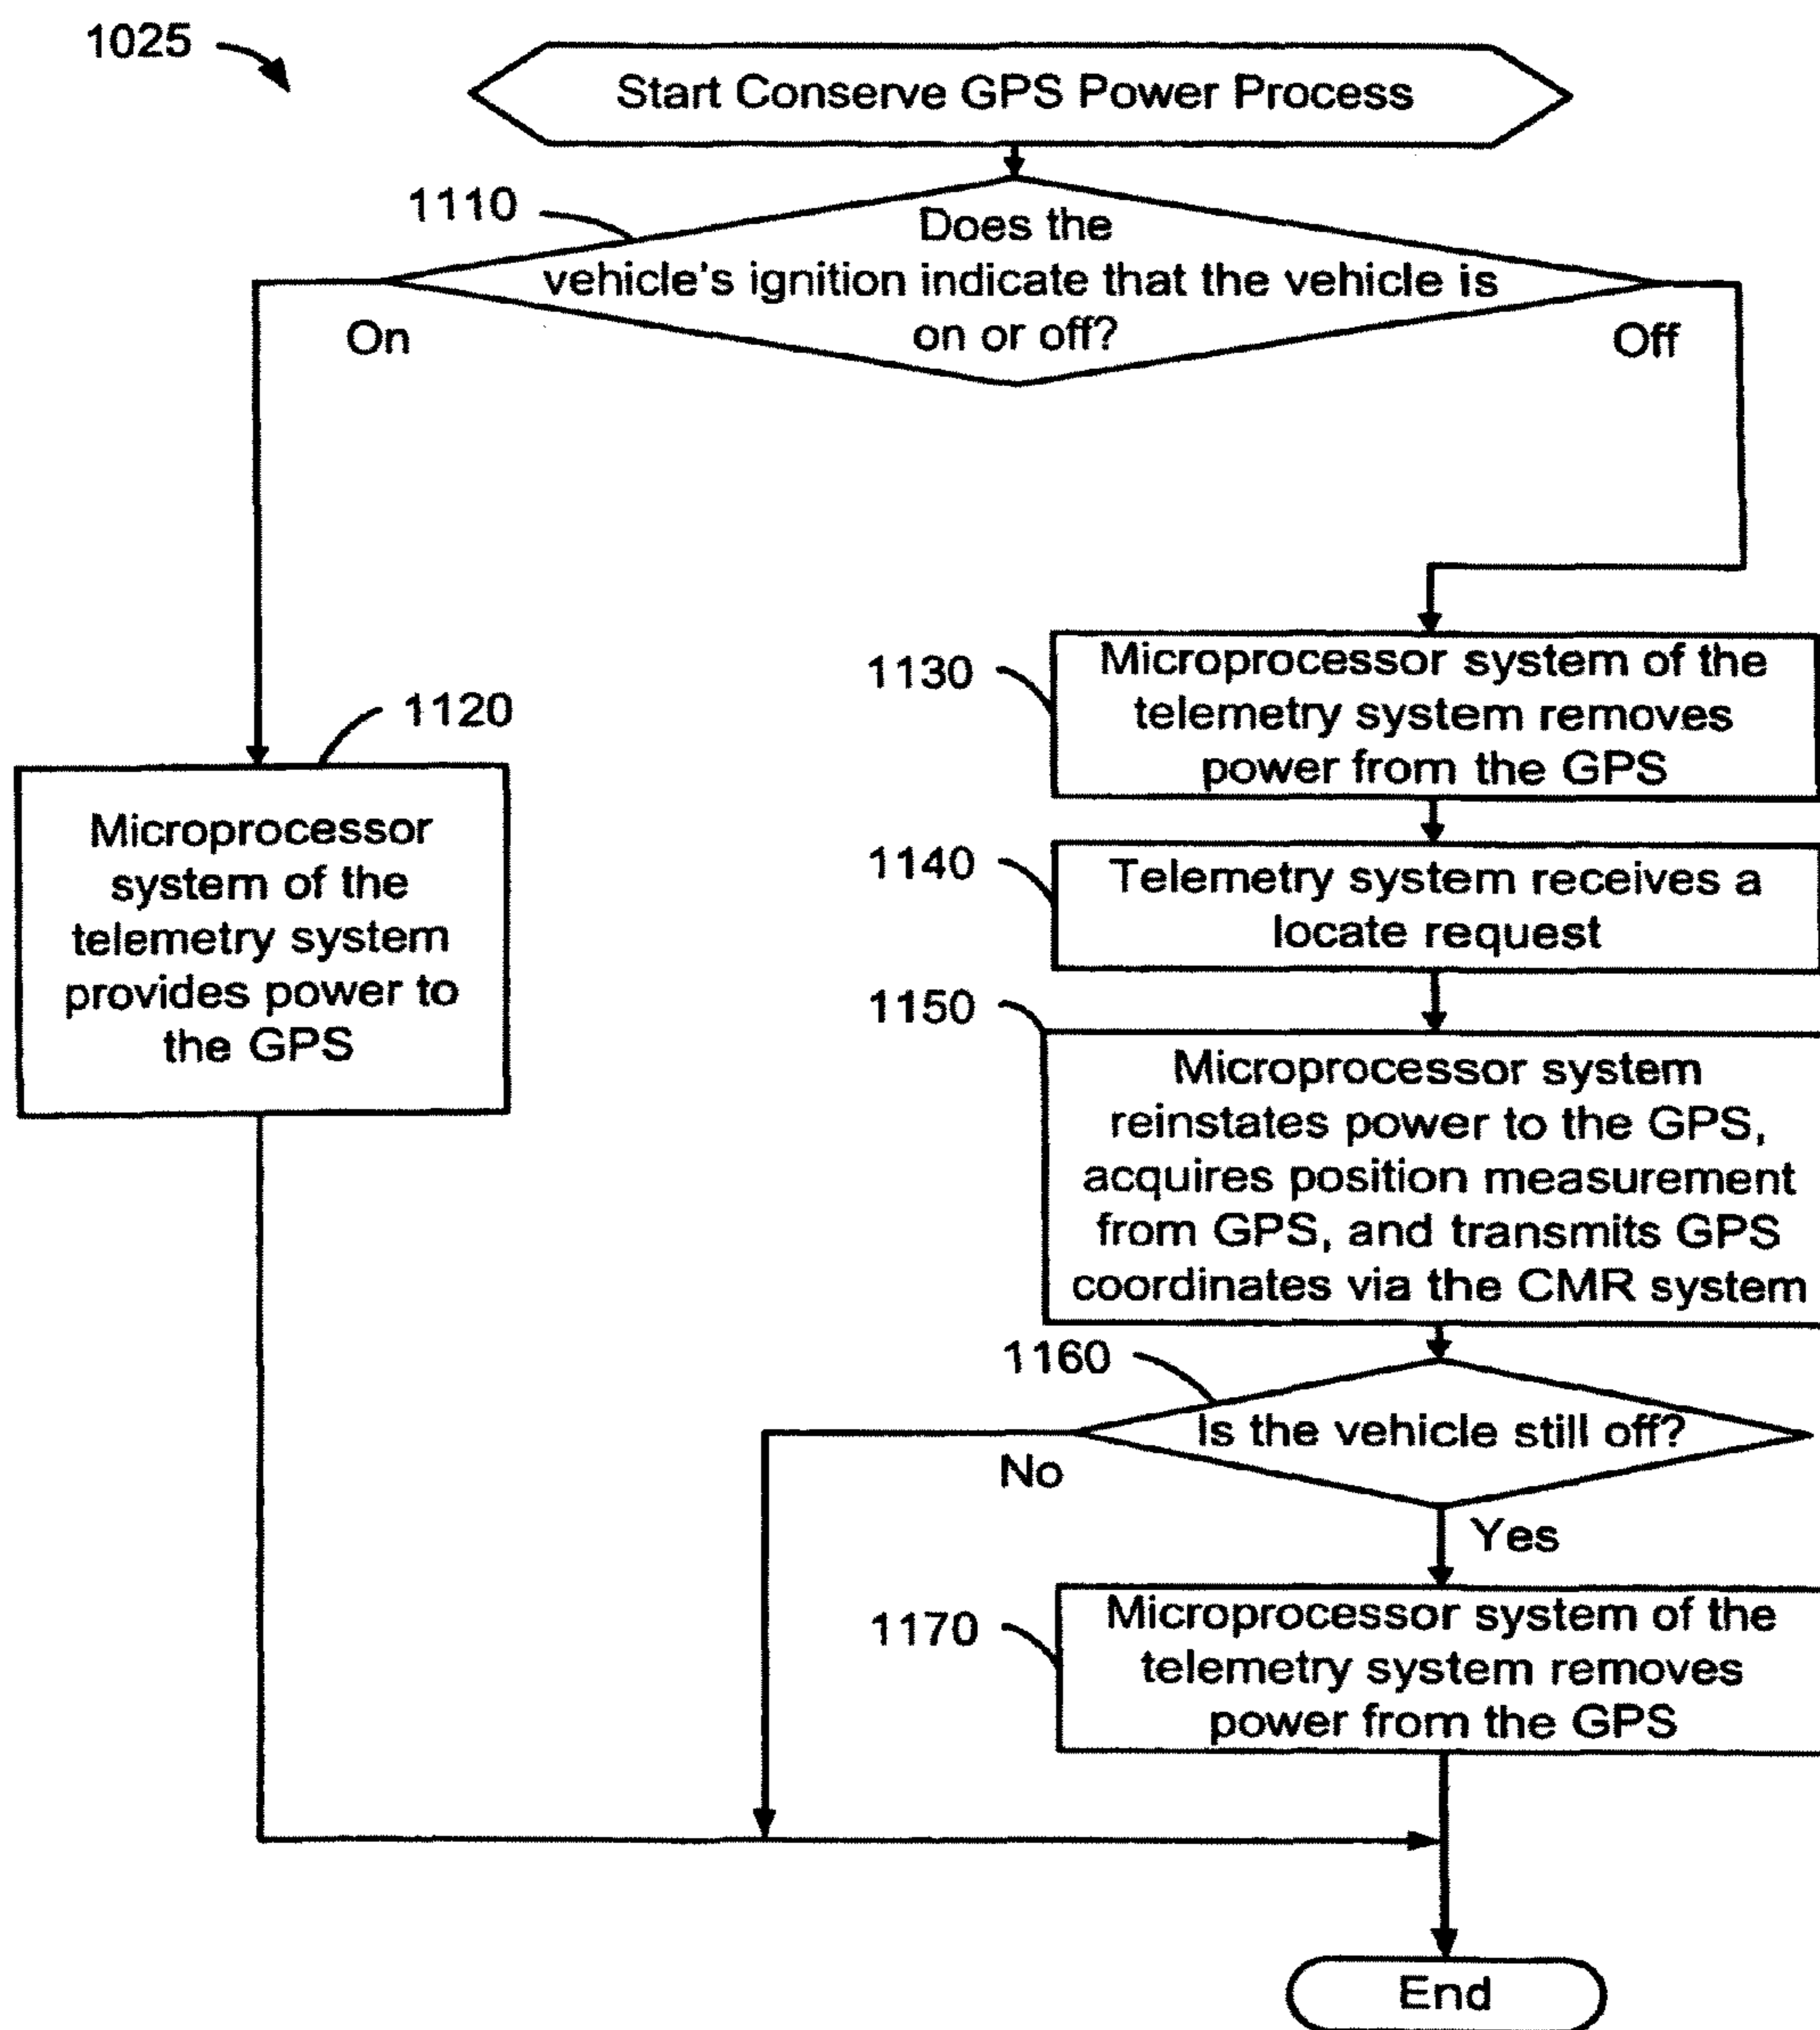 1025
Start Conserve GPS Power Process
1110
Does the
vehicle's ignition indicate that the vehicle is
on or off?
On
Off
1130
Microprocessor system of the
telemetry system removes
power from the GPS
1120
Microprocessor
system of the
telemetry system
provides power to
the GPS
1140
Telemetry system receives a
locate request
1150
Microprocessor system
reinstates power to the GPS,
acquires position measurement
from GPS, and transmits GPS
coordinates via the CMR system
1160
Is the vehicle still off?
No
Yes
1170
Microprocessor system of the
telemetry system removes
power from the GPS
End